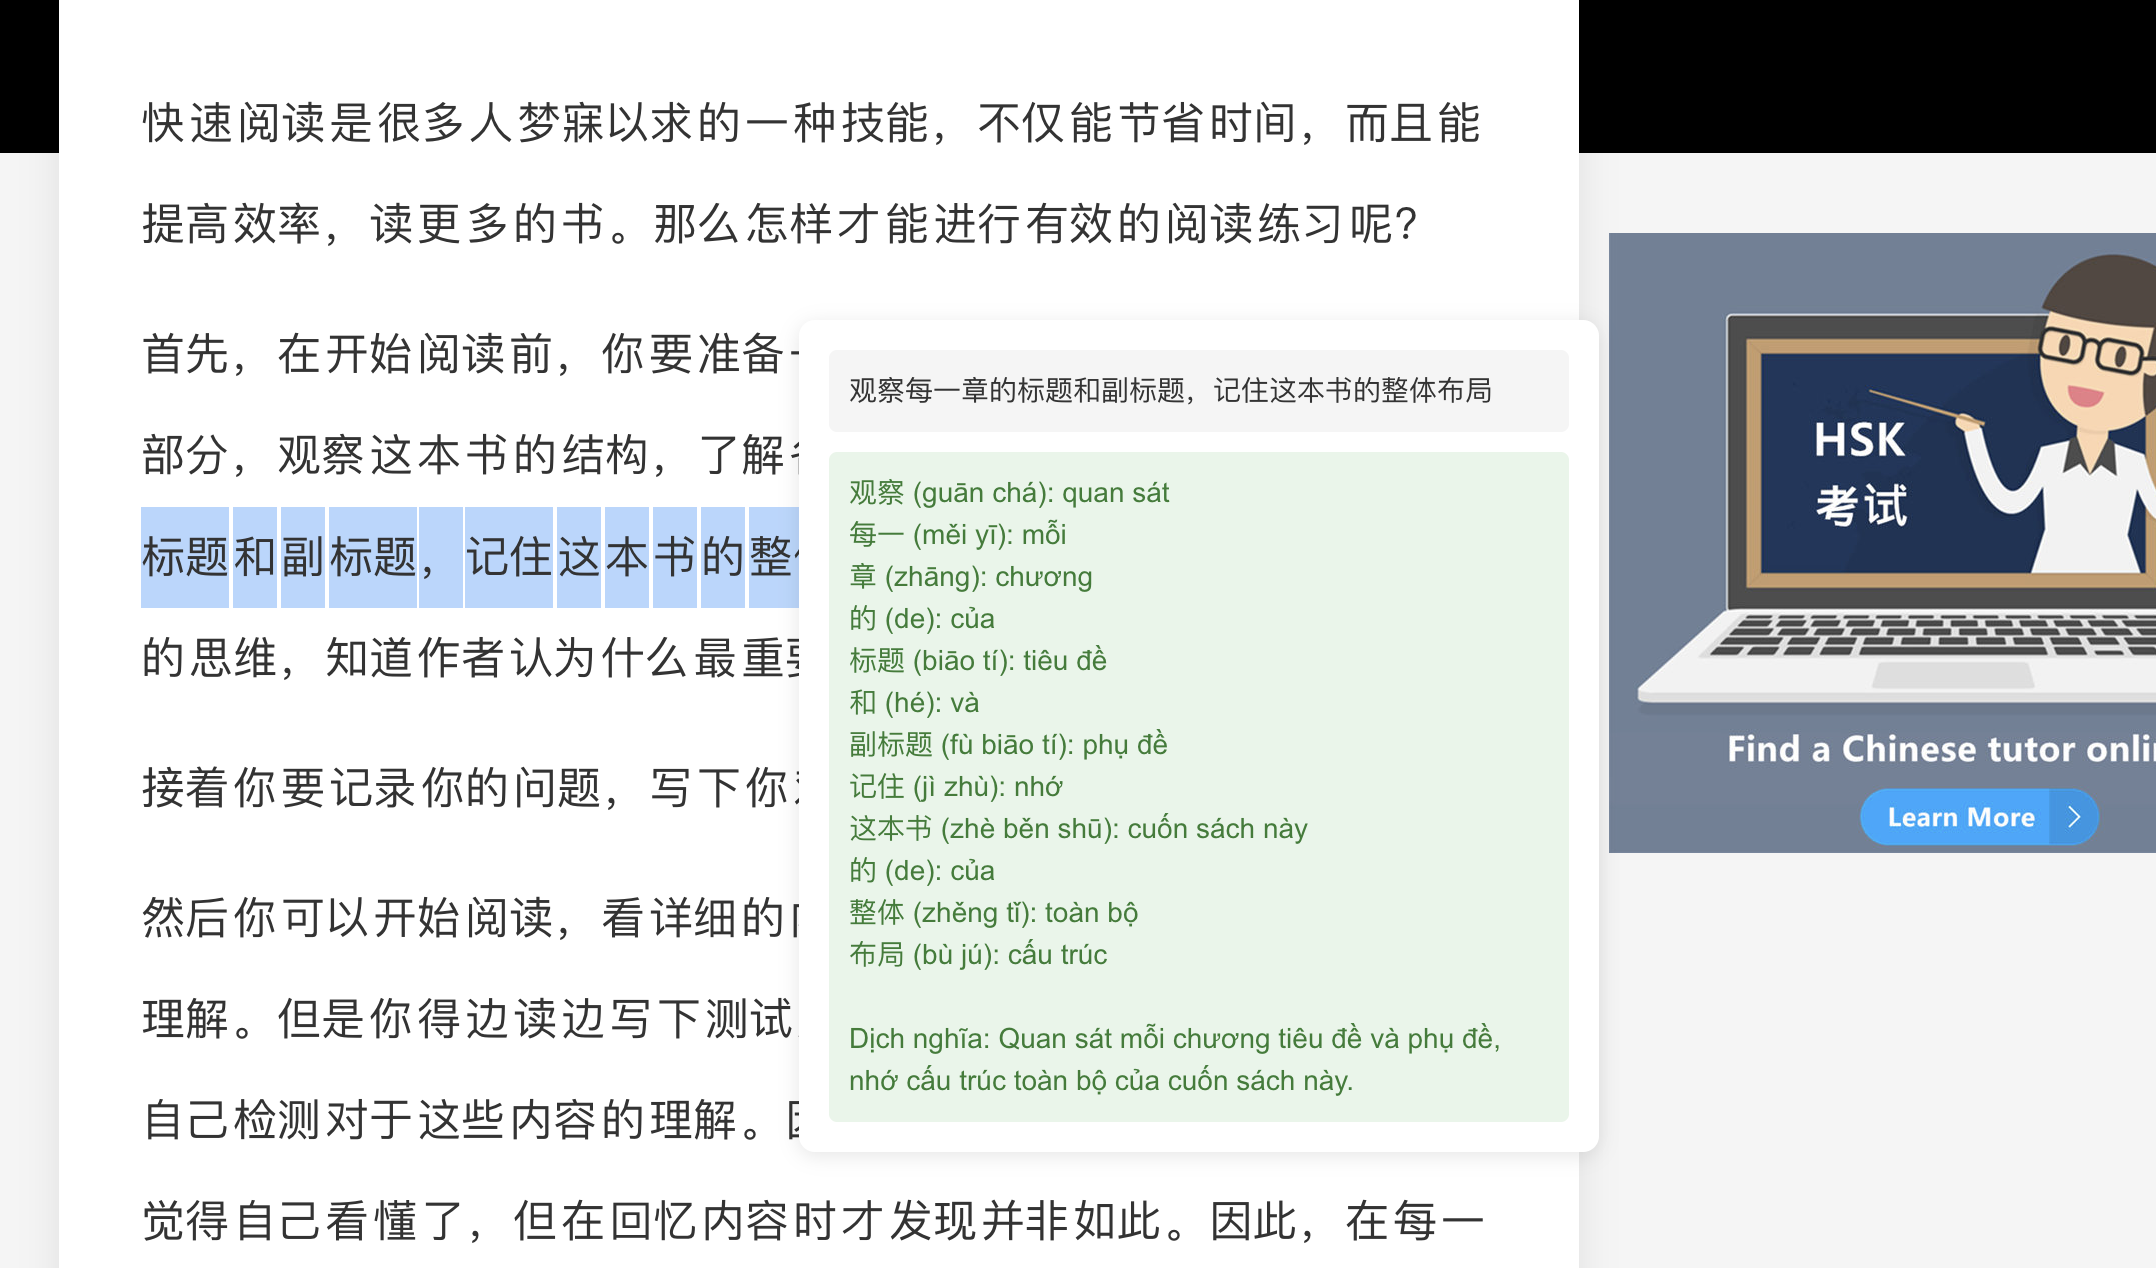 快速阅读是很多人梦寐以求的一种技能，不仅能节省时间，而且能
提高效率，读更多的书。那么怎样才能进行有效的阅读练习呢？
首先，在开始阅读前，你要准备
部分，观察这本书的结构，了解
标题和副标题，记住这本书的整
的思维，知道作者认为什么最重
接着你要记录你的问题，写下你
然后你可以开始阅读，看详细的
理解。但是你得边读边写下测试
自己检测对于这些内容的理解。
觉得自己看懂了，但在回忆内容时才发现并非如此。因此，在每一
观察每一章的标题和副标题，记住这本书的整体布局
观察 (guān chá): quan sát
每一 (měi yī): mỗi
章 (zhāng): chương
的 (de): của
标题 (biāo tí): tiêu đề
和 (hé): và
副标题 (fù biāo tí): phụ đề
记住 (jì zhù): nhớ
这本书 (zhè běn shū): cuốn sách này
的 (de): của
整体 (zhěng tǐ): toàn bộ
布局 (bù jú): cấu trúc
Dịch nghĩa: Quan sát mỗi chương tiêu đề và phụ đề,
nhớ cấu trúc toàn bộ của cuốn sách này.
HSK
考试
Find a Chinese tutor onli
Learn More